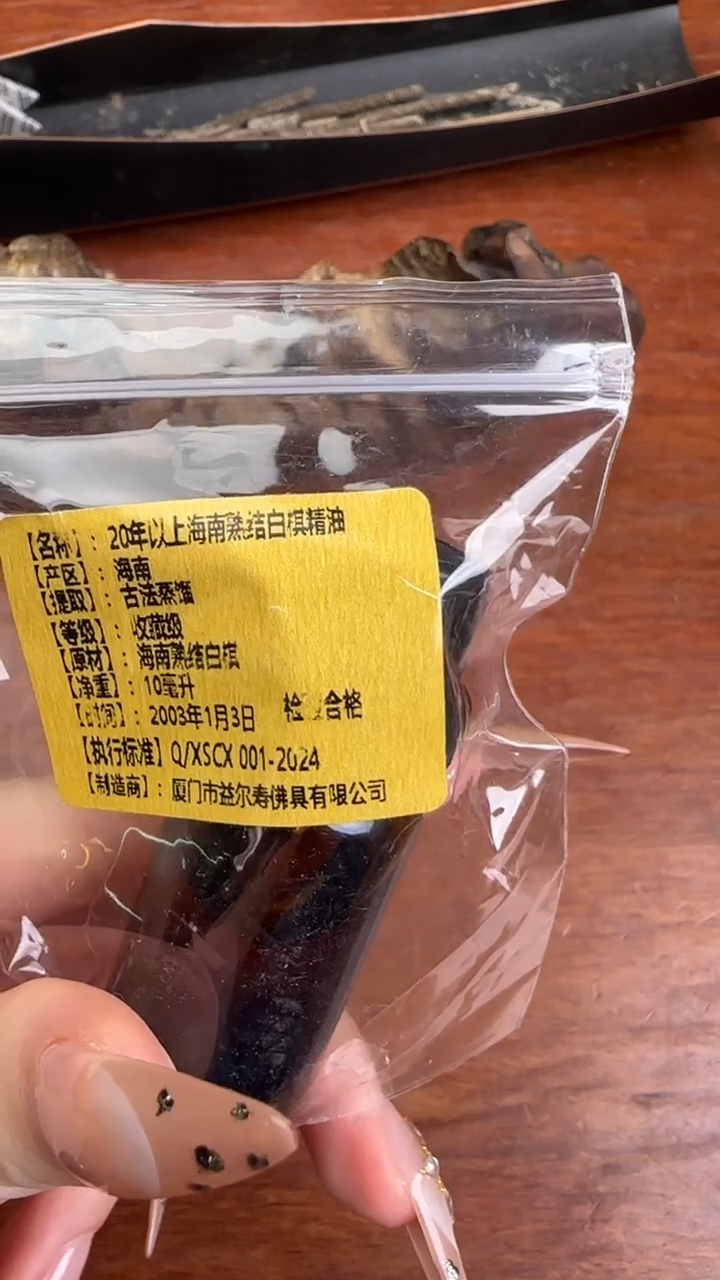 【名称】：20年以上海南熟结白棋精油
【产区】：海南
【提取】：古法蒸馏
【等级】：收藏级
【原材】：海南熟结白棋
【净重】：10毫升
【时间】：2003年1月3日 检 合格
【执行标准】Q/XSCX 001-2024
【制造商】：厦门市益尔寿佛具有限公司